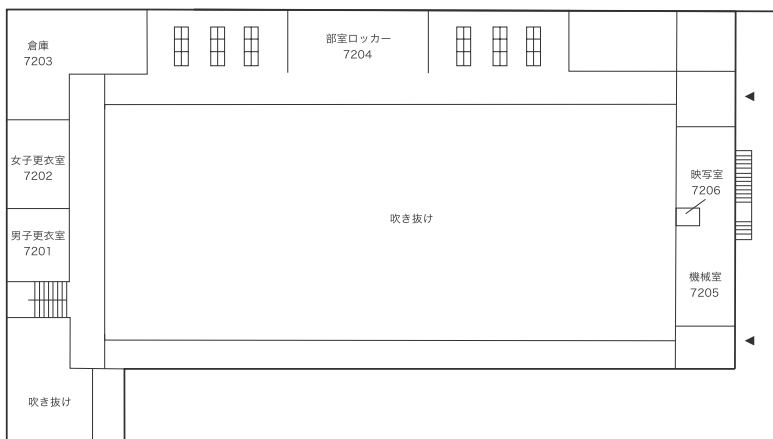 倉庫
7203
部室ロッカー
7204
女子更衣室
7202
映写室
7206
吹き抜け
男子更衣室
7201
機械室
7205
吹き抜け